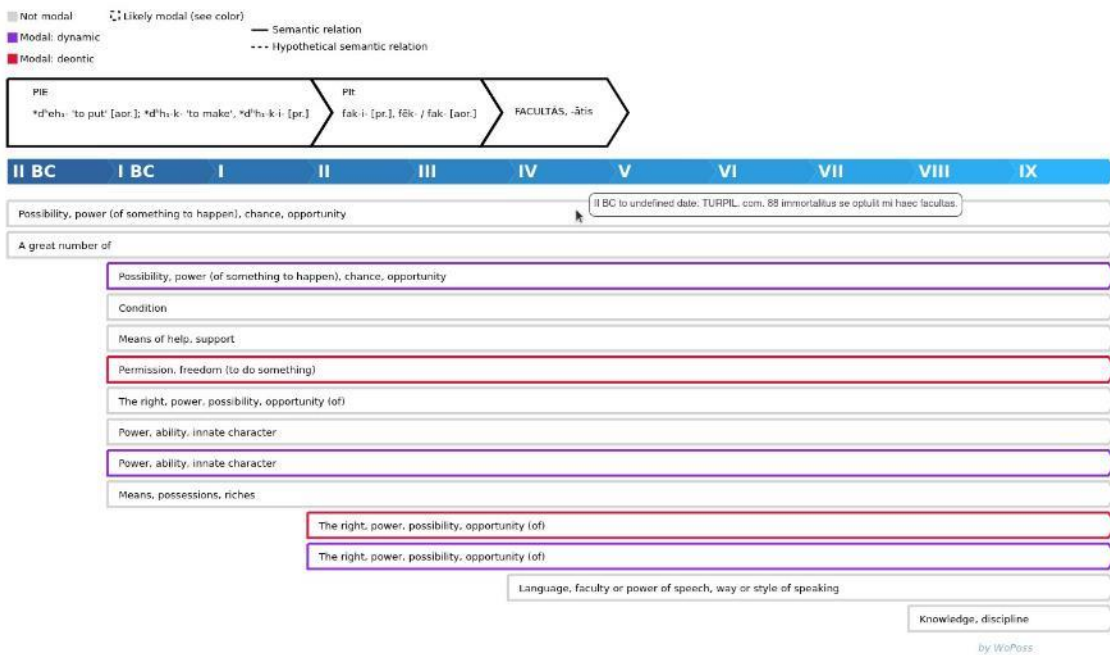 Not modal
Likely modal (see color)
Modal: dynamic
Semantic relation
Hypothetical semantic relation
Modal: deontic
PIE
*dʰeh₁- 'to put' [aor.]; *dʰh₁-k- 'to make', *dʰh₁-k-i- [pr.]
PIt
fak-i- [pr.], fēk- / fak- [aor.]
FACULTĀS, -ātis
II BC I BC I II III IV V VI VII VIII IX
II BC to undefined date: TURPIL. com. 88 immortalitus se optulit mi haec facultas.
Possibility, power (of something to happen), chance, opportunity
A great number of
Possibility, power (of something to happen), chance, opportunity
Condition
Means of help, support
Permission, freedom (to do something)
The right, power, possibility, opportunity (of)
Power, ability, innate character
Power, ability, innate character
Means, possessions, riches
The right, power, possibility, opportunity (of)
The right, power, possibility, opportunity (of)
Language, faculty or power of speech, way or style of speaking
Knowledge, discipline
by WoPoss